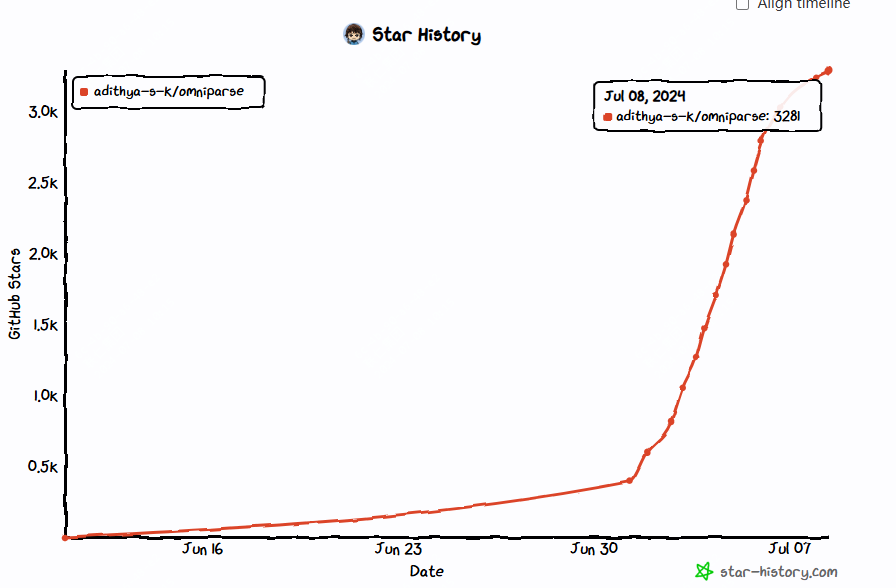 Align timeline
Star History
adithya-s-k/omniparse
Jul 08, 2024
adithya-s-k/omniparse: 3281
3.0k
2.5k
2.0k
1.5k
1.0k
0.5k
GitHub Stars
Jun 16
Jun 23
Jun 30
Jul 07
Date
star-history.com